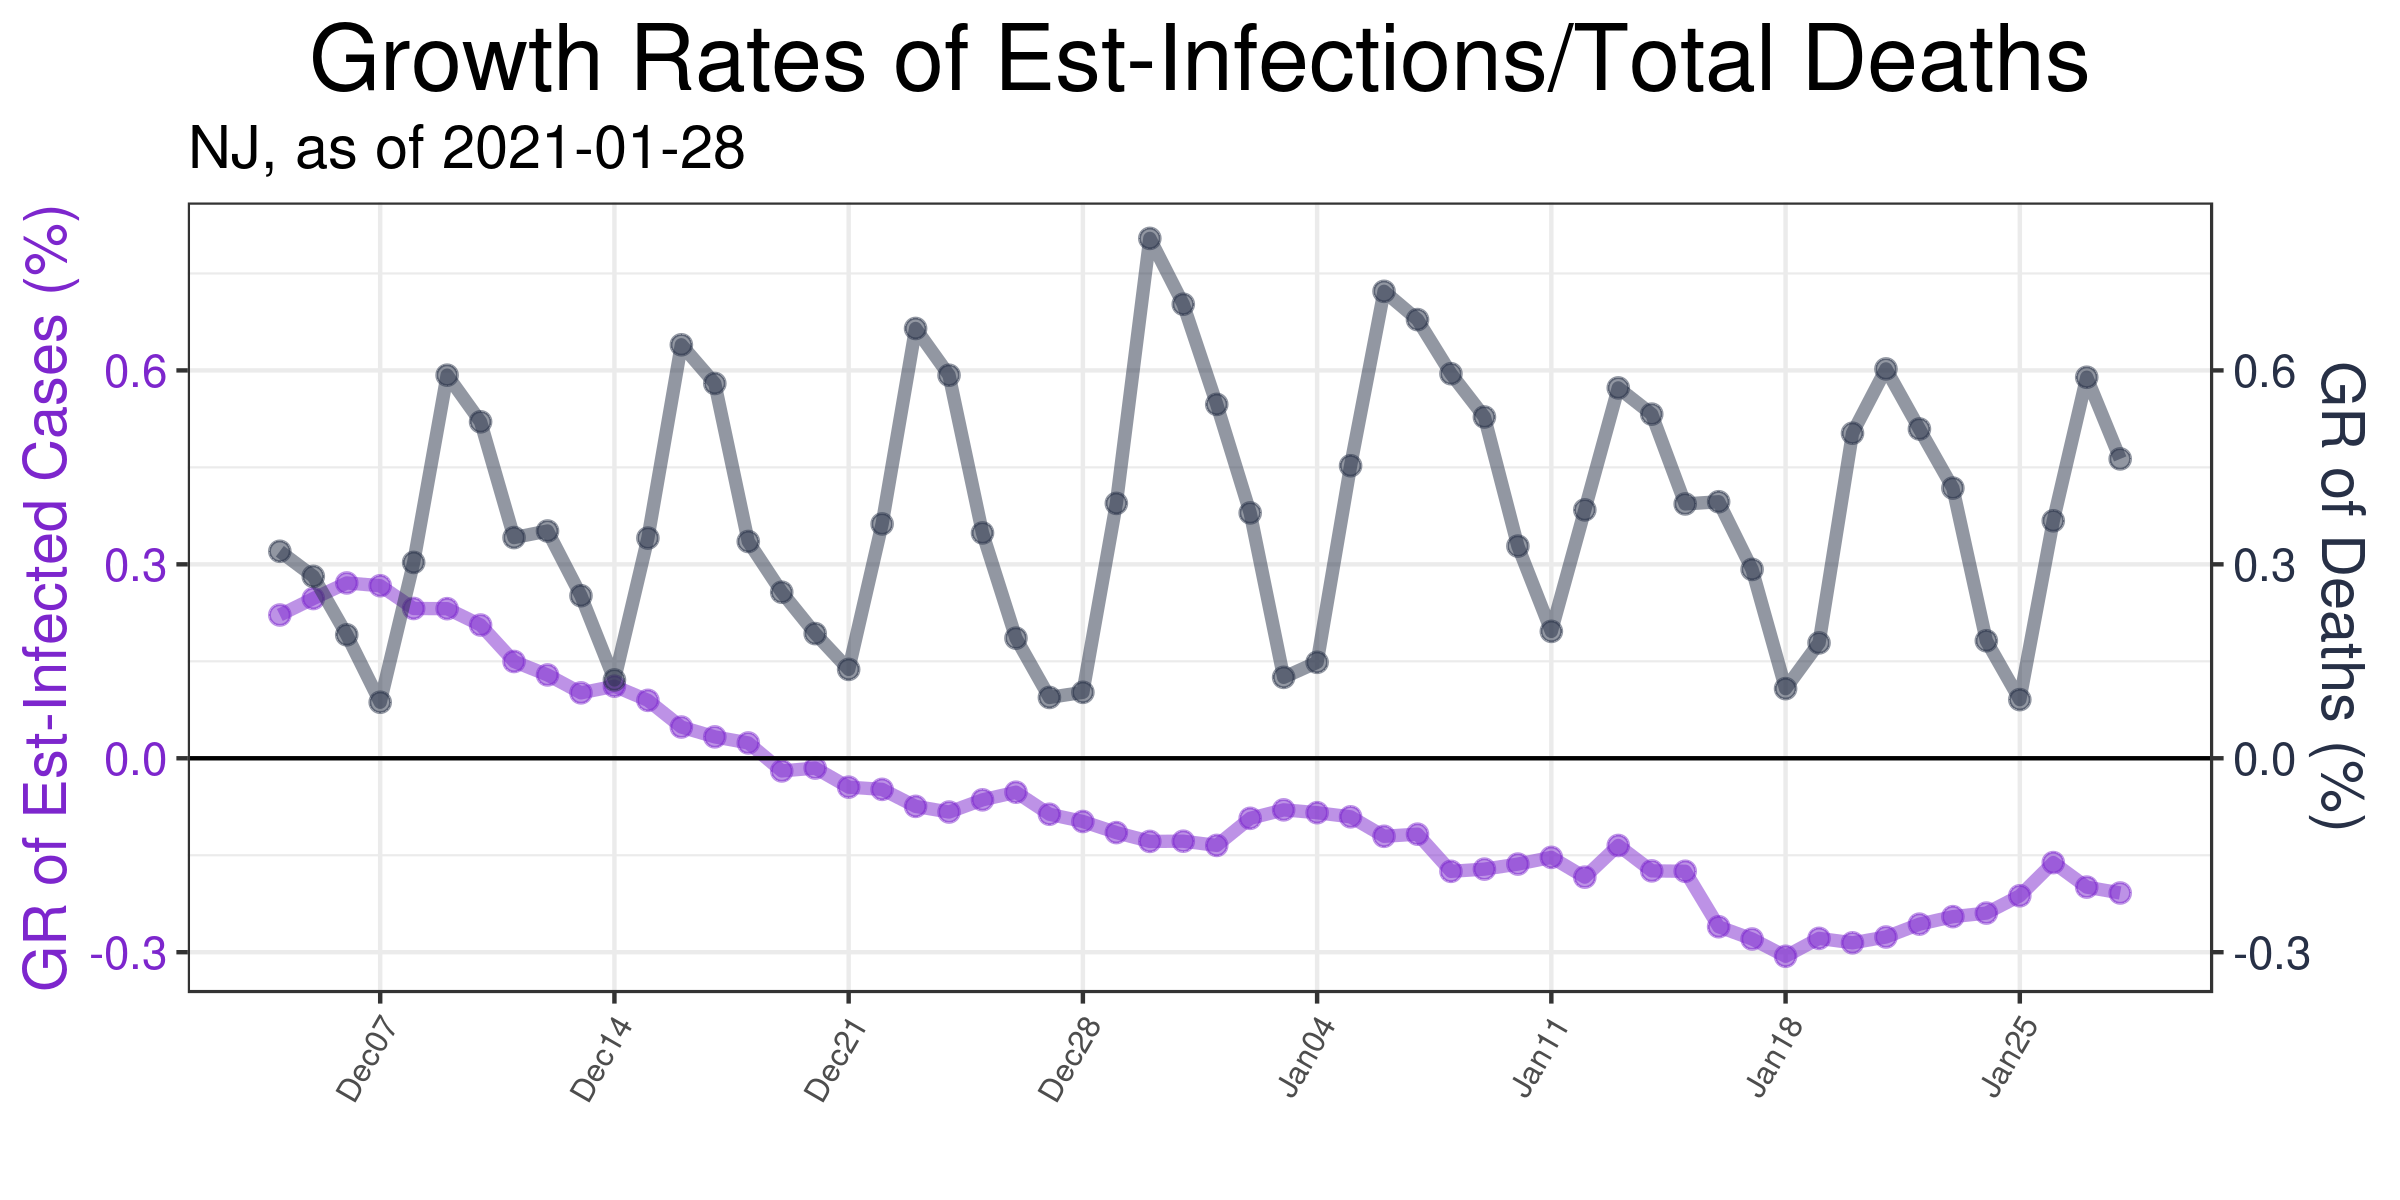 Growth Rates of Est-Infections/Total Deaths
NJ, as of 2021-01-28
GR of Est-Infected Cases (%)
0.6
0.3
0.0
-0.3
0.6
0.3
0.0
-0.3
GR of Deaths (%)
Dec07
Dec14
Dec21
Dec28
Jan04
Jan11
Jan18
Jan25